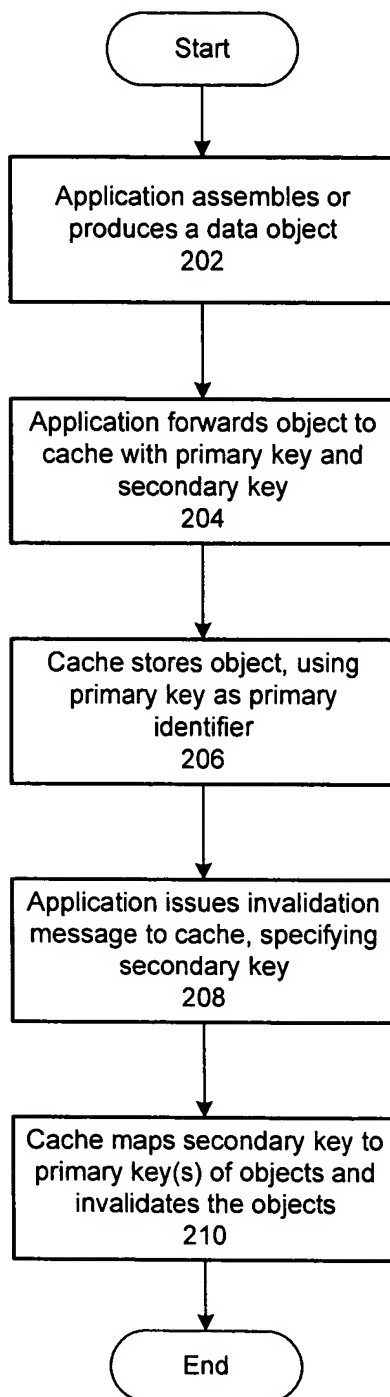 Start
Application assembles or
produces a data object
202
Application forwards object to
cache with primary key and
secondary key
204
Cache stores object, using
primary key as primary
identifier
206
Application issues invalidation
message to cache, specifying
secondary key
208
Cache maps secondary key to
primary key(s) of objects and
invalidates the objects
210
End